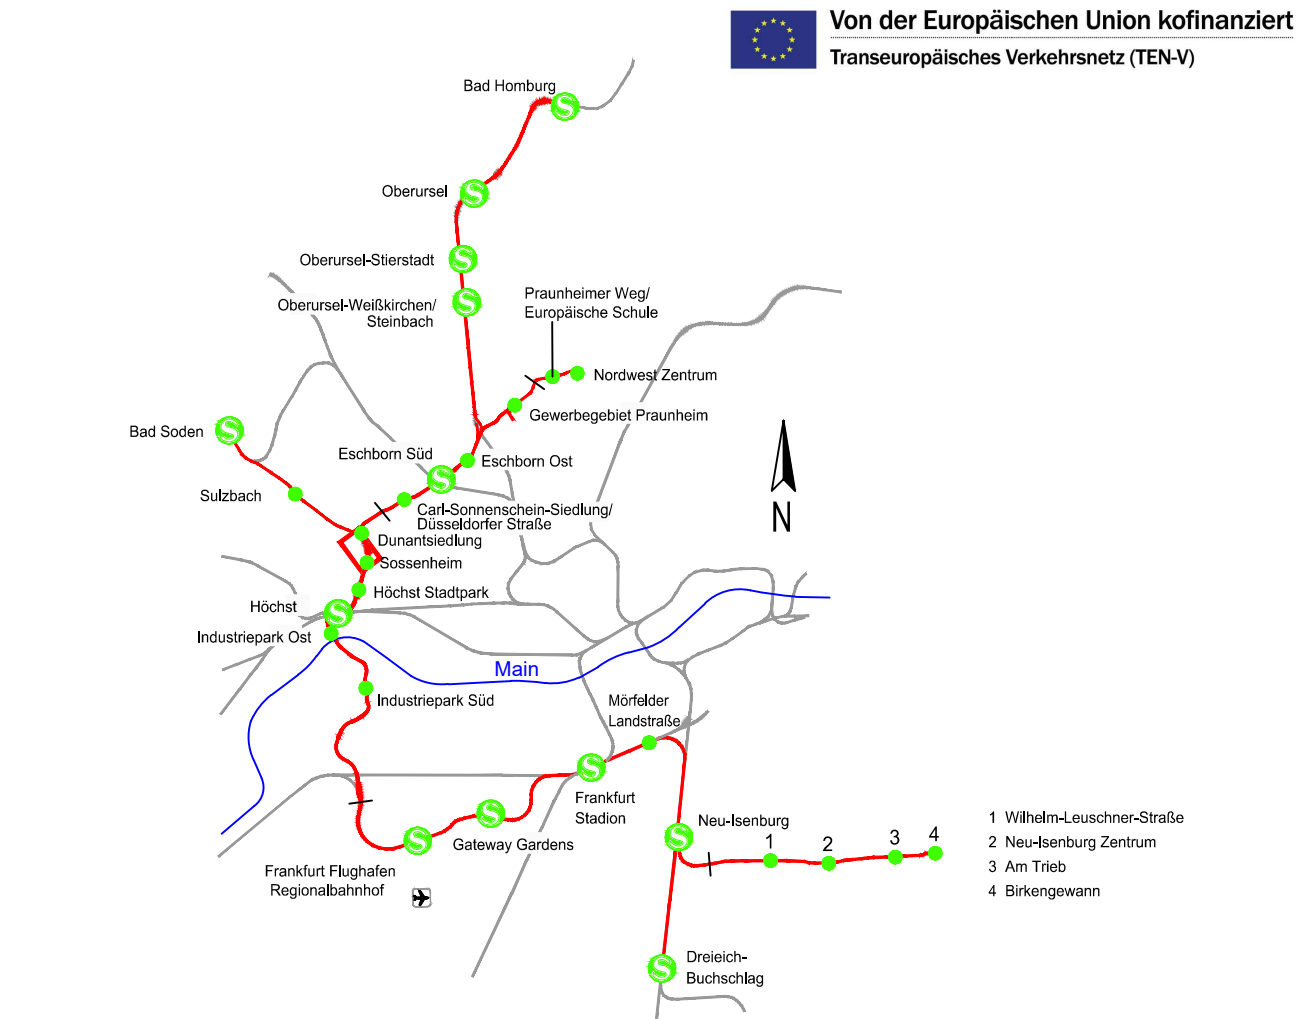 Von der Europäischen Union kofinanziert
Transeuropäisches Verkehrsnetz (TEN-V)
Bad Homburg
Oberursel
Oberursel-Stierstadt
Oberursel-Weißkirchen/
Steinbach
Praunheimer Weg/
Europäische Schule
Nordwest Zentrum
Gewerbegebiet Praunheim
Bad Soden
Eschborn Süd
Eschborn Ost
Sulzbach
Carl-Sonnenschein-Siedlung/
Düsseldorfer Straße
N
Dunantsiedlung
Sossenheim
Höchst Stadtpark
Höchst
Industriepark Ost
Main
Industriepark Süd
Mörfelder
Landstraße
Frankfurt
Stadion
Neu-Isenburg
Gateway Gardens
Frankfurt Flughafen
Regionalbahnhof
1
2
3
4
1 Wilhelm-Leuschner-Straße
2 Neu-Isenburg Zentrum
3 Am Trieb
4 Birkengewann
Dreieich-
Buchschlag
S
S
S
S
S
S
S
S
S
S
S
S